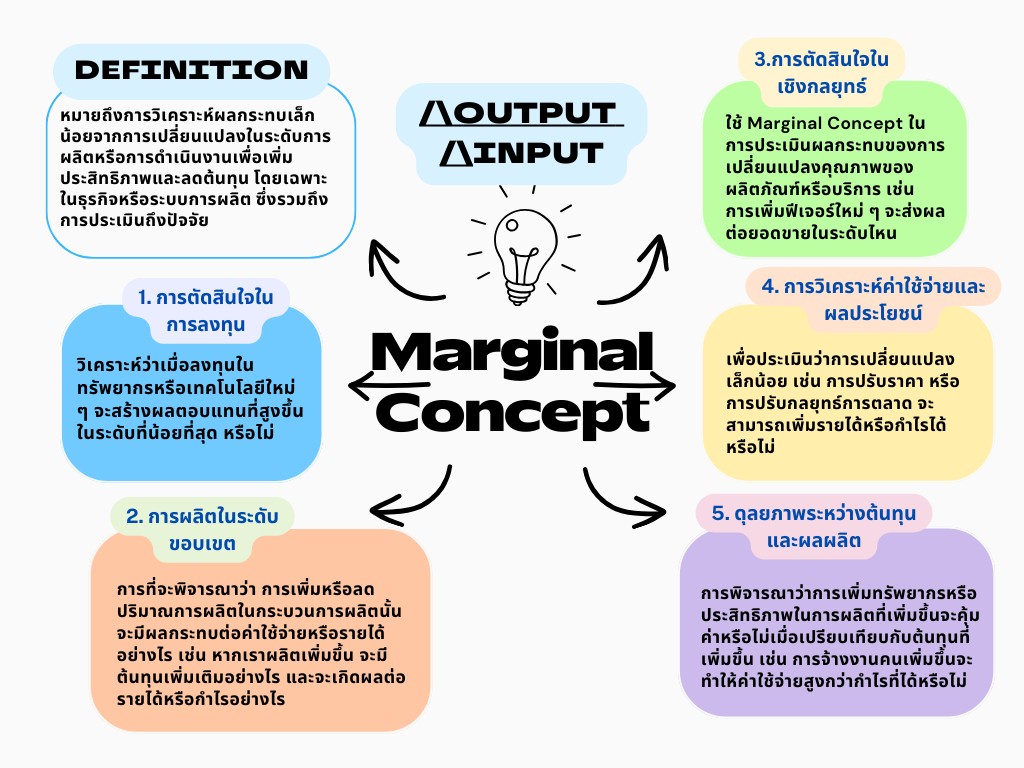 DEFINITION
หมายถึงการวิเคราะห์ผลกระทบเล็ก
น้อยจากการเปลี่ยนแปลงในระดับการ
ผลิตหรือการดำเนินงานเพื่อเพิ่ม
ประสิทธิภาพและลดต้นทุน โดยเฉพาะ
ในธุรกิจหรือระบบการผลิต ซึ่งรวมถึง
การประเมินถึงปัจจัย
/\OUTPUT
/\INPUT
Marginal
Concept
1. การตัดสินใจใน
การลงทุน
วิเคราะห์ว่าเมื่อลงทุนใน
ทรัพยากรหรือเทคโนโลยีใหม่
ๆ จะสร้างผลตอบแทนที่สูงขึ้น
ในระดับที่น้อยที่สุด หรือไม่
2. การผลิตในระดับ
ขอบเขต
การที่จะพิจารณาว่า การเพิ่มหรือลด
ปริมาณการผลิตในกระบวนการผลิตนั้น
จะมีผลกระทบต่อค่าใช้จ่ายหรือรายได้
อย่างไร เช่น หากเราผลิตเพิ่มขึ้น จะมี
ต้นทุนเพิ่มเติมอย่างไร และจะเกิดผลต่อ
รายได้หรือกำไรอย่างไร
3.การตัดสินใจใน
เชิงกลยุทธ์
ใช้ Marginal Concept ใน
การประเมินผลกระทบของการ
เปลี่ยนแปลงคุณภาพของ
ผลิตภัณฑ์หรือบริการ เช่น
การเพิ่มฟีเจอร์ใหม่ ๆ จะส่งผล
ต่อยอดขายในระดับไหน
4. การวิเคราะห์ค่าใช้จ่ายและ
ผลประโยชน์
เพื่อประเมินว่าการเปลี่ยนแปลง
เล็กน้อย เช่น การปรับราคา หรือ
การปรับกลยุทธ์การตลาด จะ
สามารถเพิ่มรายได้หรือกำไรได้
หรือไม่
5. ดุลยภาพระหว่างต้นทุน
และผลผลิต
การพิจารณาว่าการเพิ่มทรัพยากรหรือ
ประสิทธิภาพในการผลิตที่เพิ่มขึ้นจะคุ้ม
ค่าหรือไม่เมื่อเปรียบเทียบกับต้นทุนที่
เพิ่มขึ้น เช่น การจ้างงานคนเพิ่มขึ้นจะ
ทำให้ค่าใช้จ่ายสูงกว่ากำไรที่ได้หรือไม่